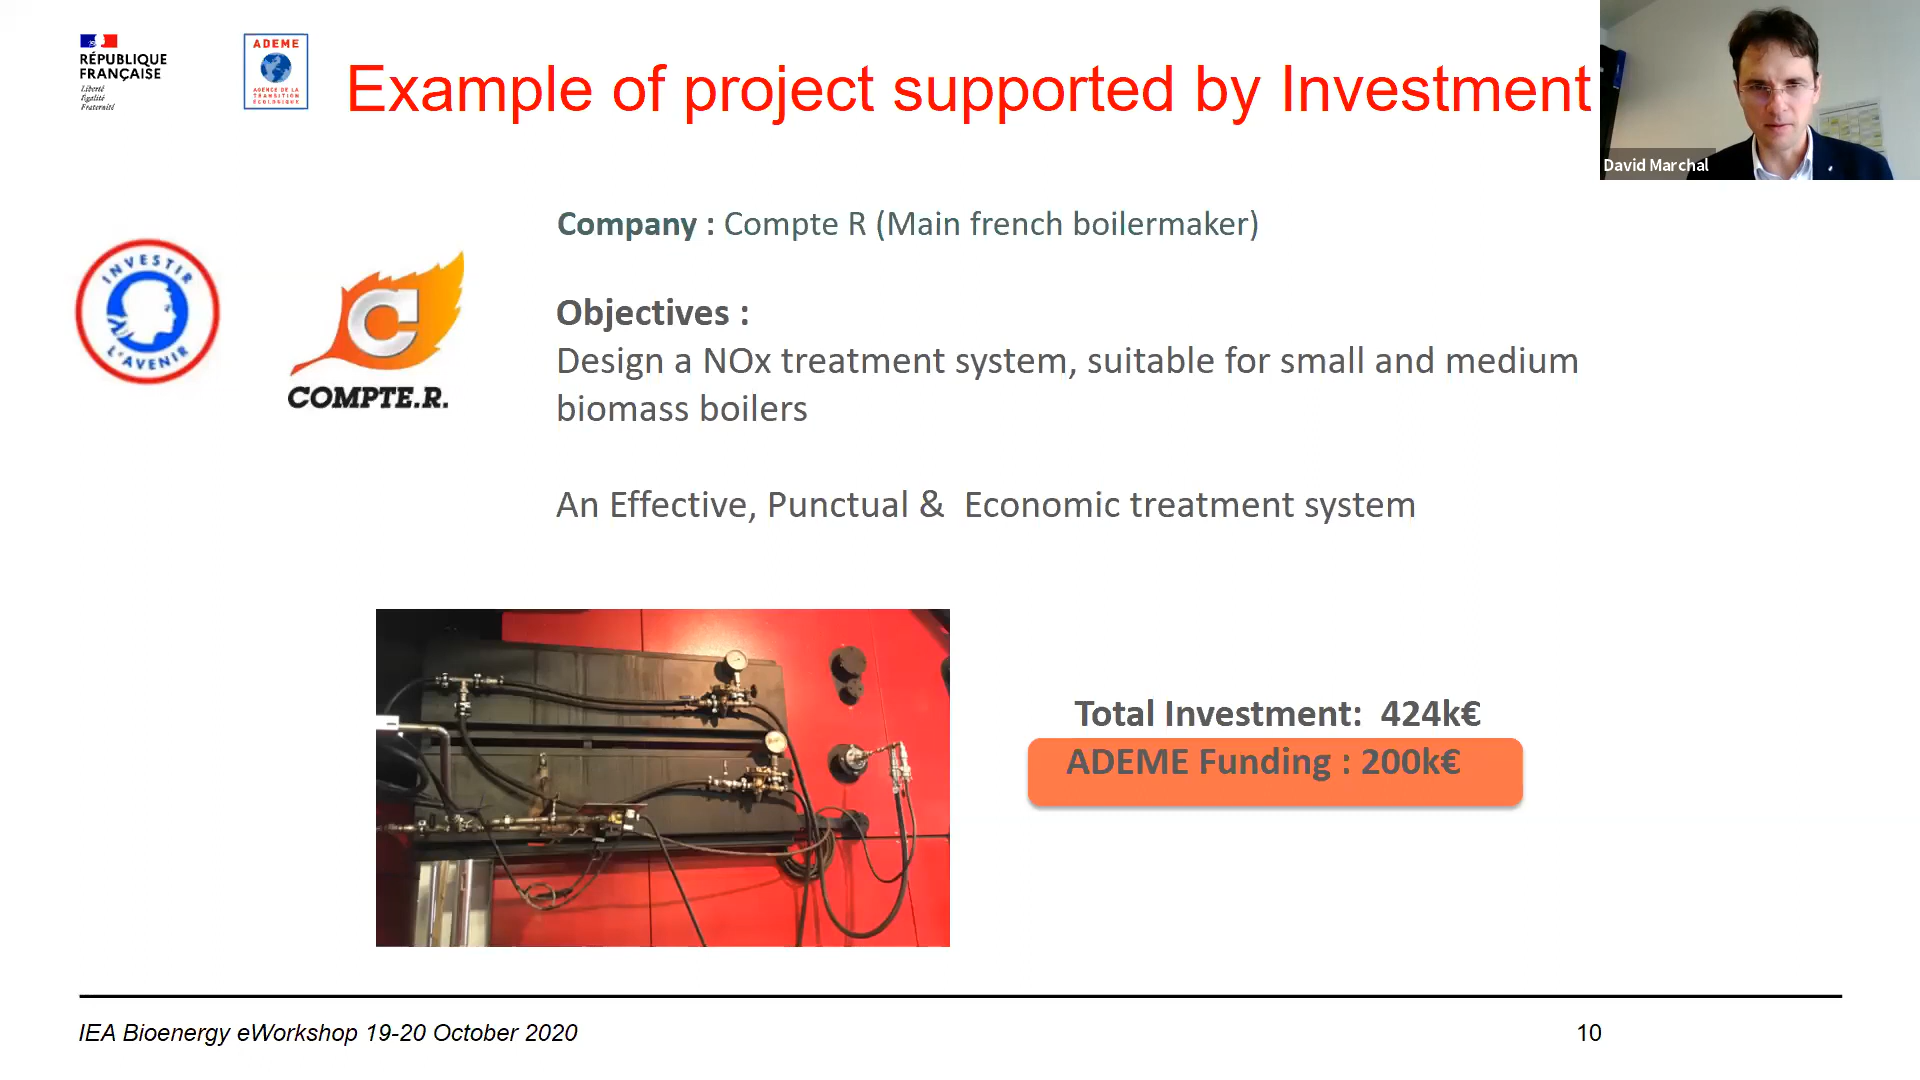 RÉPUBLIQUE
FRANÇAISE
Liberté
Égalité
Fraternité
ADEME
AGENCE DE LA
TRANSITION
ÉCOLOGIQUE
Example of project supported by Investment
David Marchal
INVESTIR
L'AVENIR
COMPTE.R.
Company : Compte R (Main french boilermaker)
Objectives :
Design a NOx treatment system, suitable for small and medium
biomass boilers
An Effective, Punctual &  Economic treatment system
Total Investment:  424k€
ADEME Funding : 200k€
IEA Bioenergy eWorkshop 19-20 October 2020
10